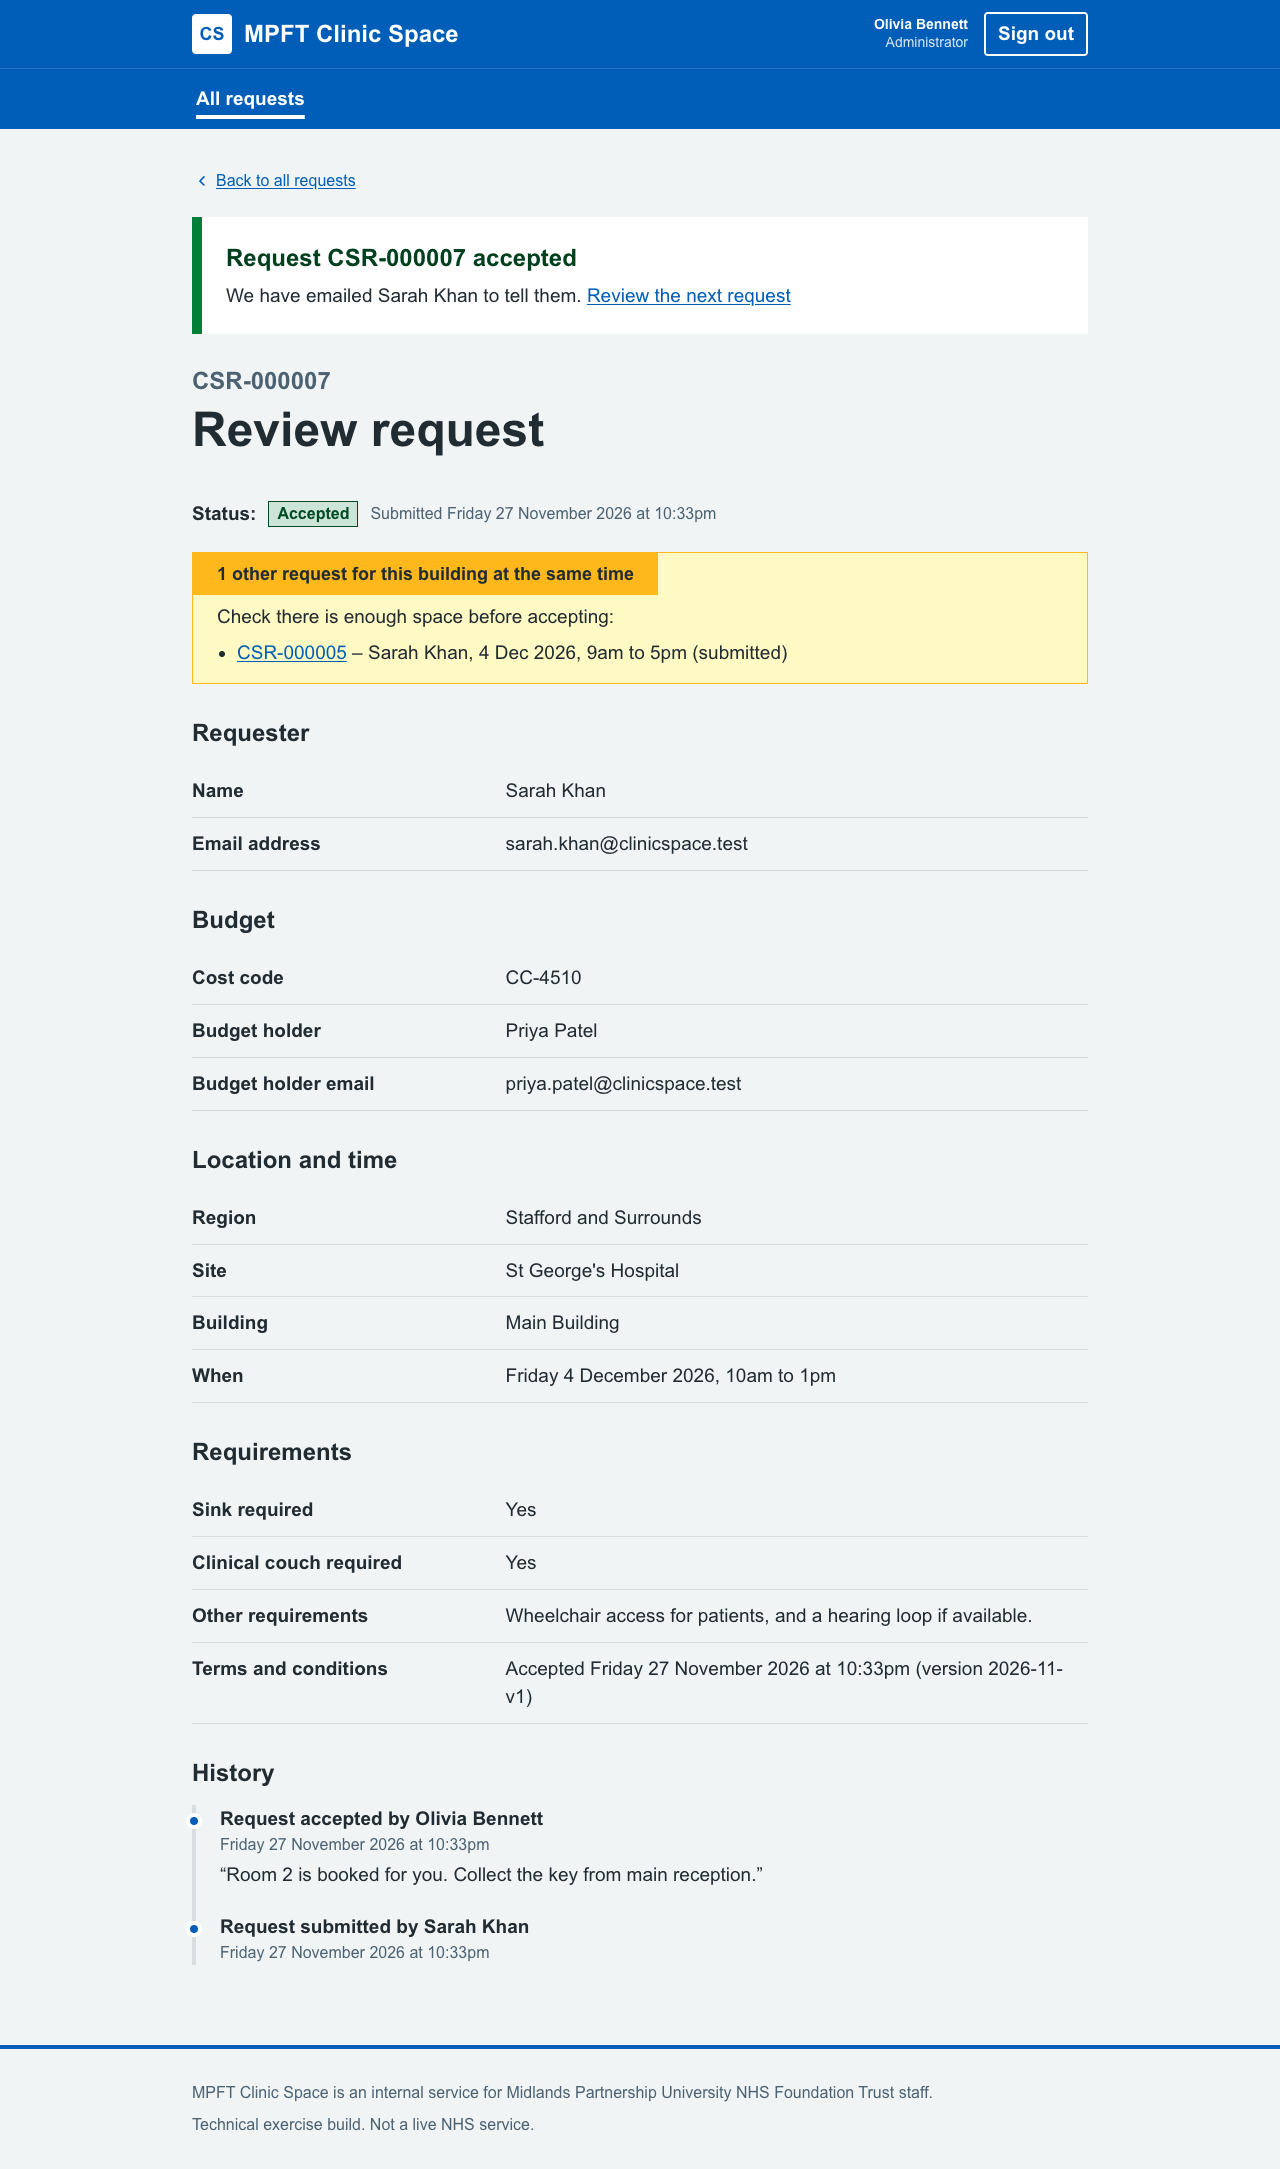 CS MPFT Clinic Space
Olivia Bennett
Administrator
Sign out
All requests
Back to all requests
Request CSR-000007 accepted
We have emailed Sarah Khan to tell them. Review the next request
CSR-000007
Review request
Status: Accepted Submitted Friday 27 November 2026 at 10:33pm
1 other request for this building at the same time
Check there is enough space before accepting:
• CSR-000005 – Sarah Khan, 4 Dec 2026, 9am to 5pm (submitted)
Requester
Name Sarah Khan
Email address sarah.khan@clinicspace.test
Budget
Cost code CC-4510
Budget holder Priya Patel
Budget holder email priya.patel@clinicspace.test
Location and time
Region Stafford and Surrounds
Site St George's Hospital
Building Main Building
When Friday 4 December 2026, 10am to 1pm
Requirements
Sink required Yes
Clinical couch required Yes
Other requirements Wheelchair access for patients, and a hearing loop if available.
Terms and conditions Accepted Friday 27 November 2026 at 10:33pm (version 2026-11-
v1)
History
Request accepted by Olivia Bennett
Friday 27 November 2026 at 10:33pm
“Room 2 is booked for you. Collect the key from main reception.”
Request submitted by Sarah Khan
Friday 27 November 2026 at 10:33pm
MPFT Clinic Space is an internal service for Midlands Partnership University NHS Foundation Trust staff.
Technical exercise build. Not a live NHS service.